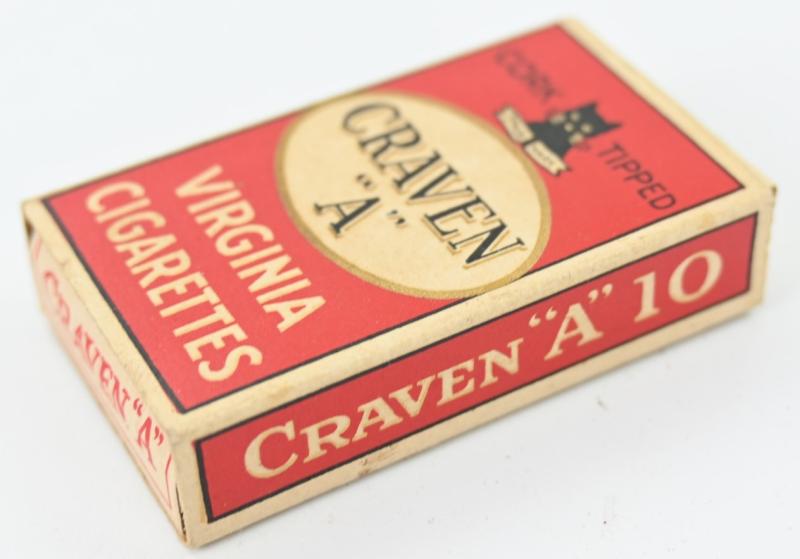 CORK TIPPED
CRAVEN
"A"
VIRGINIA
CIGARETTES
CRAVEN "A" 10
CRAVEN "A"